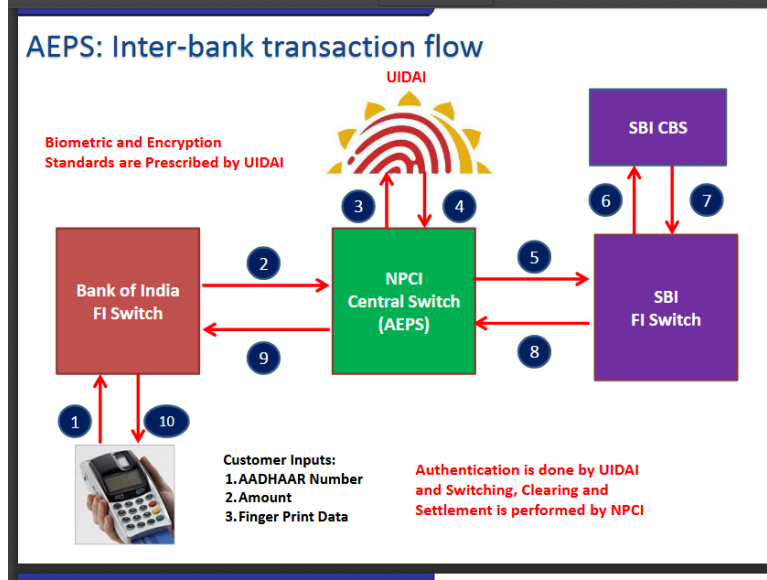 AEPS: Inter-bank transaction flow
UIDAI
Biometric and Encryption
Standards are Prescribed by UIDAI
SBI CBS
3
4
6
7
Bank of India
FI Switch
2
NPCI
Central Switch
(AEPS)
5
SBI
FI Switch
9
8
1
10
Customer Inputs:
1.AADHAAR Number
2.Amount
3.Finger Print Data
Authentication is done by UIDAI
and Switching, Clearing and
Settlement is performed by NPCI